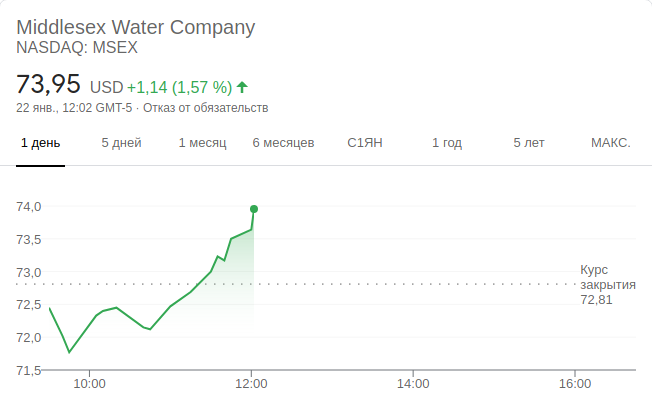 Middlesex Water Company
NASDAQ: MSEX
73,95 USD +1,14 (1,57 %)
22 янв., 12:02 GMT-5 · Отказ от обязательств
1 день 5 дней 1 месяц 6 месяцев С1ЯН 1 год 5 лет МАКС.
74,0
73,5
73,0
Курс
закрытия
72,81
72,5
72,0
71,5
10:00 12:00 14:00 16:00